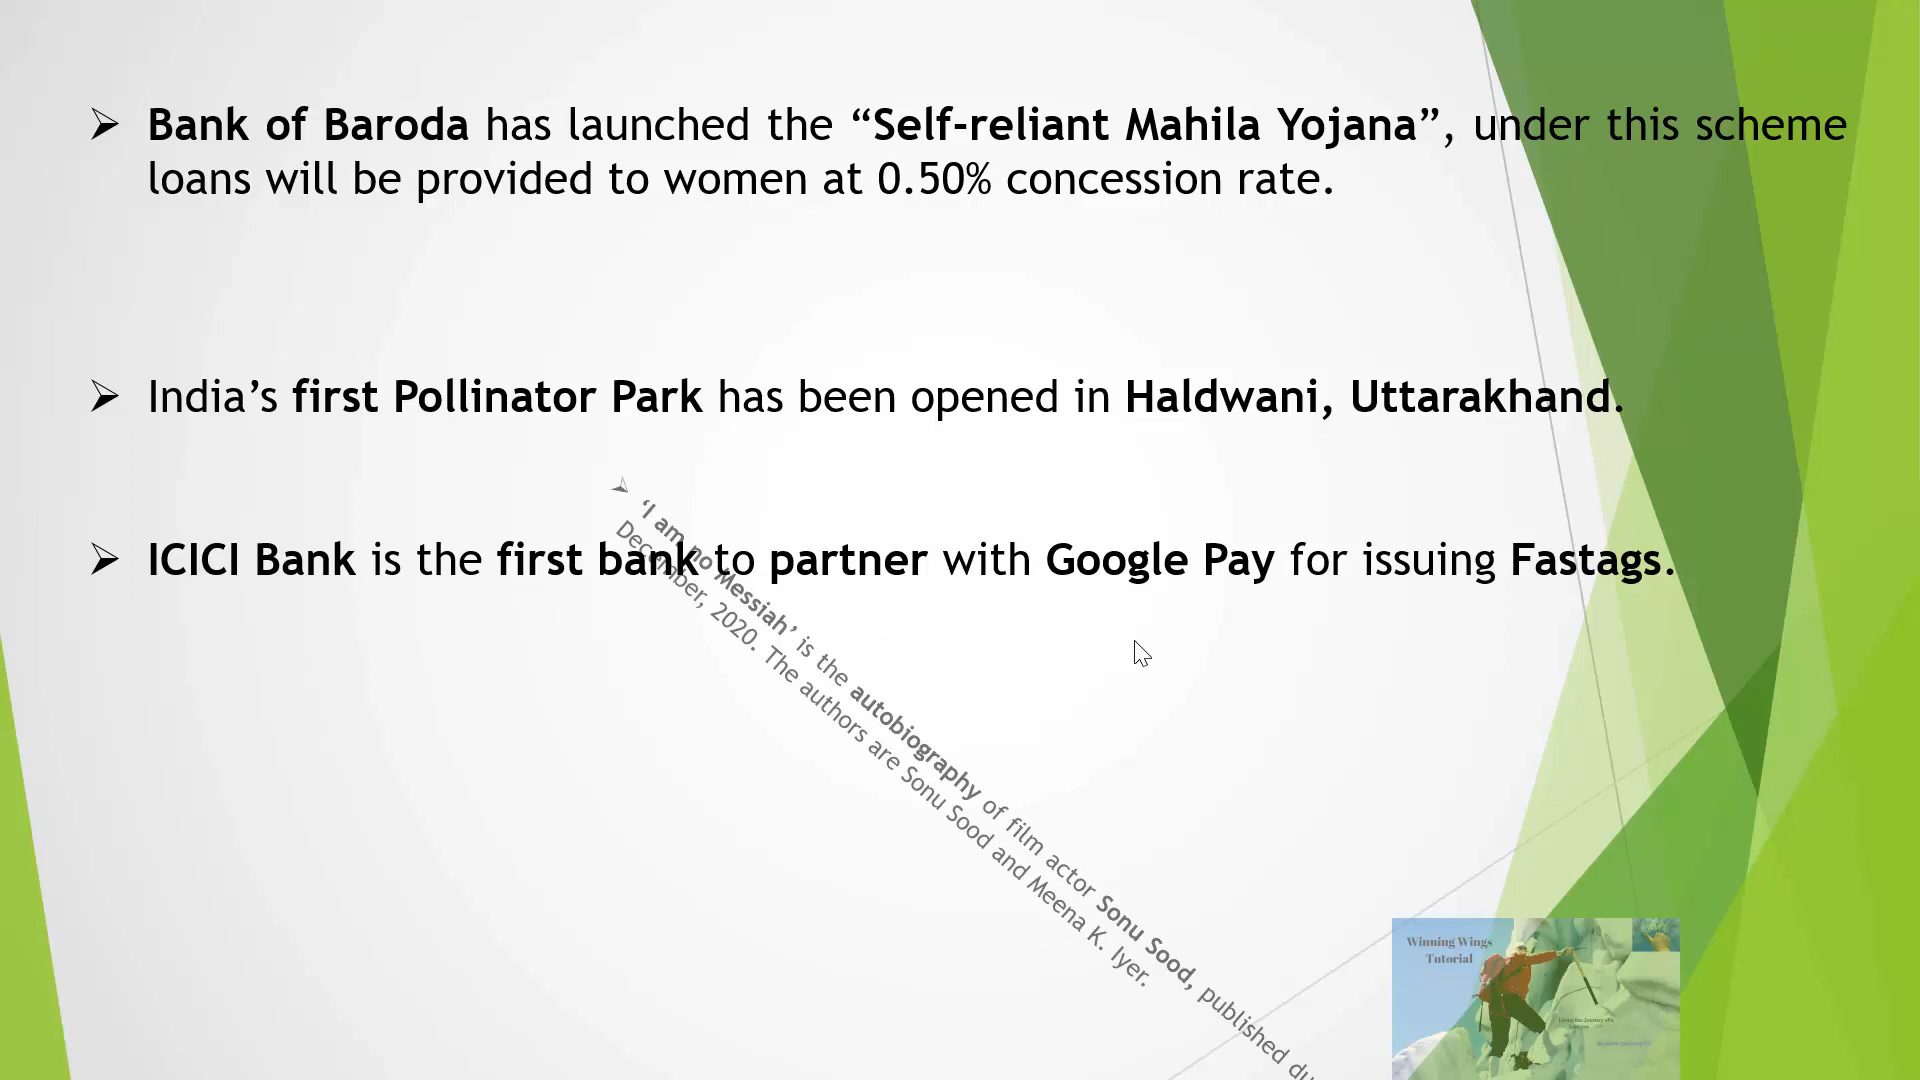 ➢ Bank of Baroda has launched the “Self-reliant Mahila Yojana”, under this scheme
loans will be provided to women at 0.50% concession rate.
➢ India’s first Pollinator Park has been opened in Haldwani, Uttarakhand.
➢ ICICI Bank is the first bank to partner with Google Pay for issuing Fastags.
➢ ‘I am no Messiah’ is the autobiography of film actor Sonu Sood, published
December, 2020. The authors are Sonu Sood and Meena K. Iyer.
Winning Wings
Tutorial